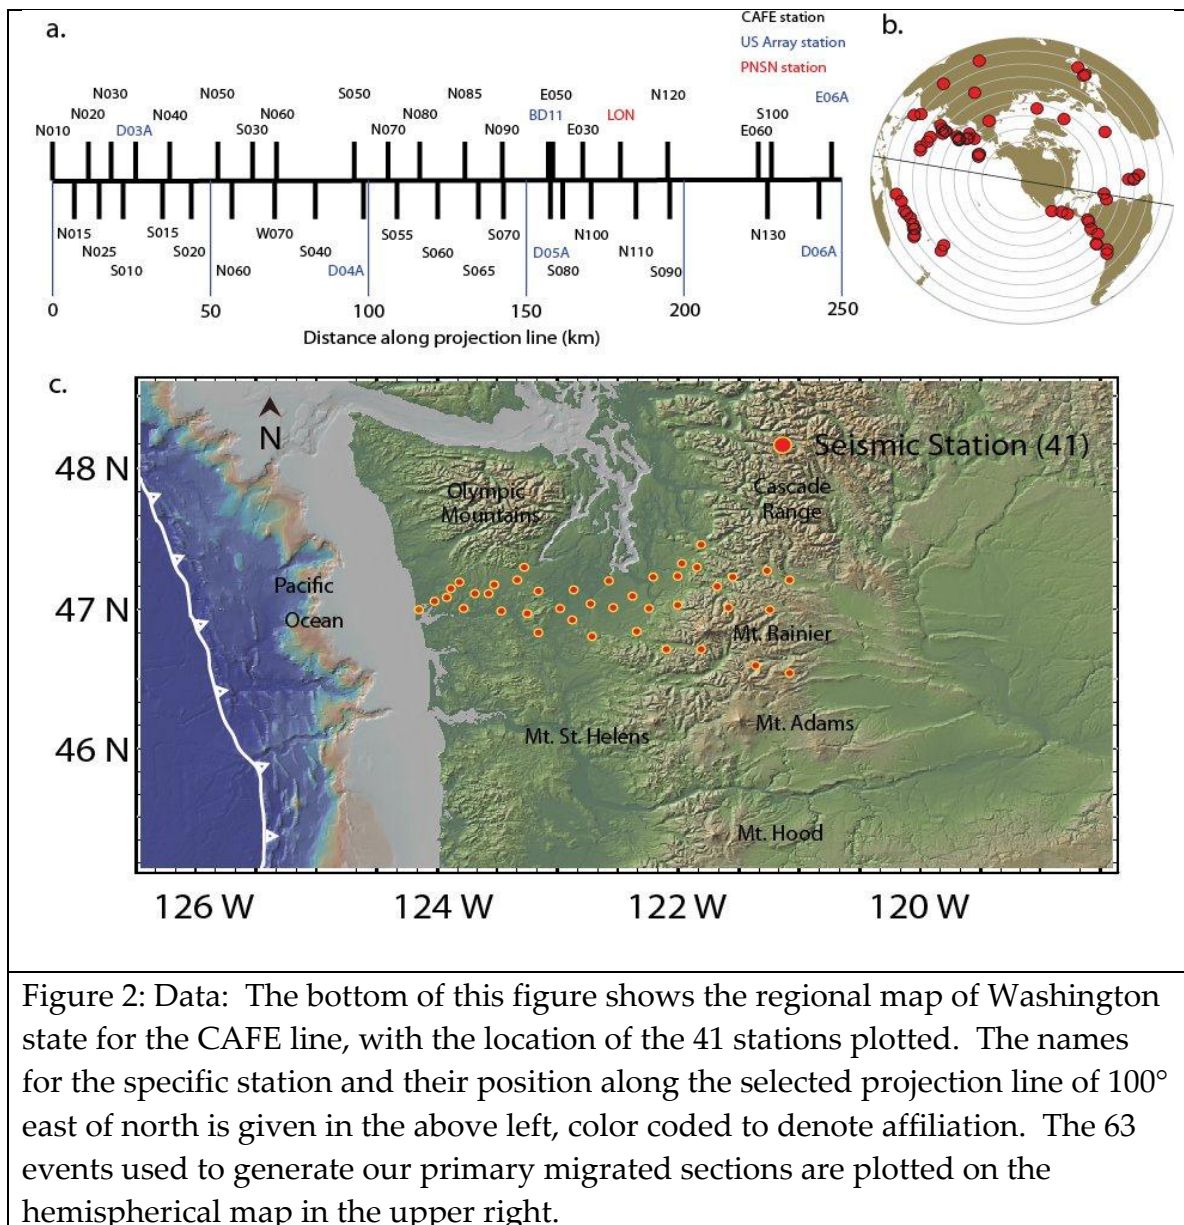 a.
CAFE station
US Array station
PNSN station
b.
N030 N050 S050 N085 E050 N120 E06A
N020 D03A N040 N060 N080 BD11 LON S100
N010 S030 N070 N090 E030 E060
N015 S015 W070 S055 S070 N100 N130
N025 S020 S040 N060 D05A N110 D06A
S010 N060 D04A S065 S080 S090
0 50 100 150 200 250
Distance along projection line (km)
c.
N
48 N
Seismic Station (41)
Olympic
Mountains
Cascade
Range
Pacific
Ocean
47 N
Mt. Rainier
46 N
Mt. St. Helens
Mt. Adams
Mt. Hood
126 W 124 W 122 W 120 W
Figure 2: Data: The bottom of this figure shows the regional map of Washington
state for the CAFE line, with the location of the 41 stations plotted. The names
for the specific station and their position along the selected projection line of 100°
east of north is given in the above left, color coded to denote affiliation. The 63
events used to generate our primary migrated sections are plotted on the
hemispherical map in the upper right.